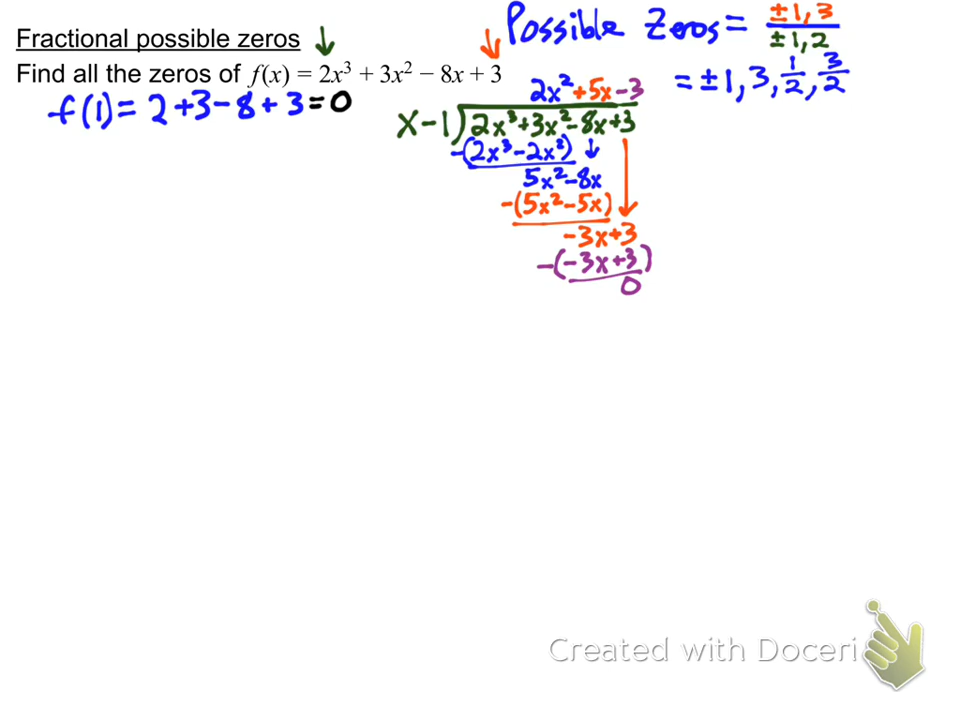 Fractional possible zeros ↓
Find all the zeros of f(x) = 2x³ + 3x² − 8x + 3
f(1) = 2 + 3 − 8 + 3 = 0
↓ Possible Zeros = ±1, 3 / ±1, 2
= ±1, 3, 1/2, 3/2
2x² + 5x − 3
x − 1 ) 2x³ + 3x² − 8x + 3
−(2x³ − 2x²) ↓
5x² − 8x
−(5x² − 5x) ↓
−3x + 3
−(−3x + 3)
0
Created with Doceri